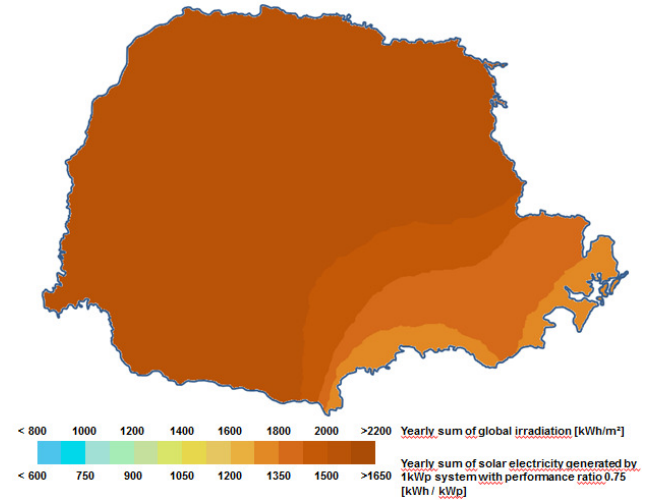 < 800 1000 1200 1400 1600 1800 2000 >2200 Yearly sum of global irradiation [kWh/m²]
< 600 750 900 1050 1200 1350 1500 >1650 Yearly sum of solar electricity generated by
1kWp system with performance ratio 0.75
[kWh / kWp]